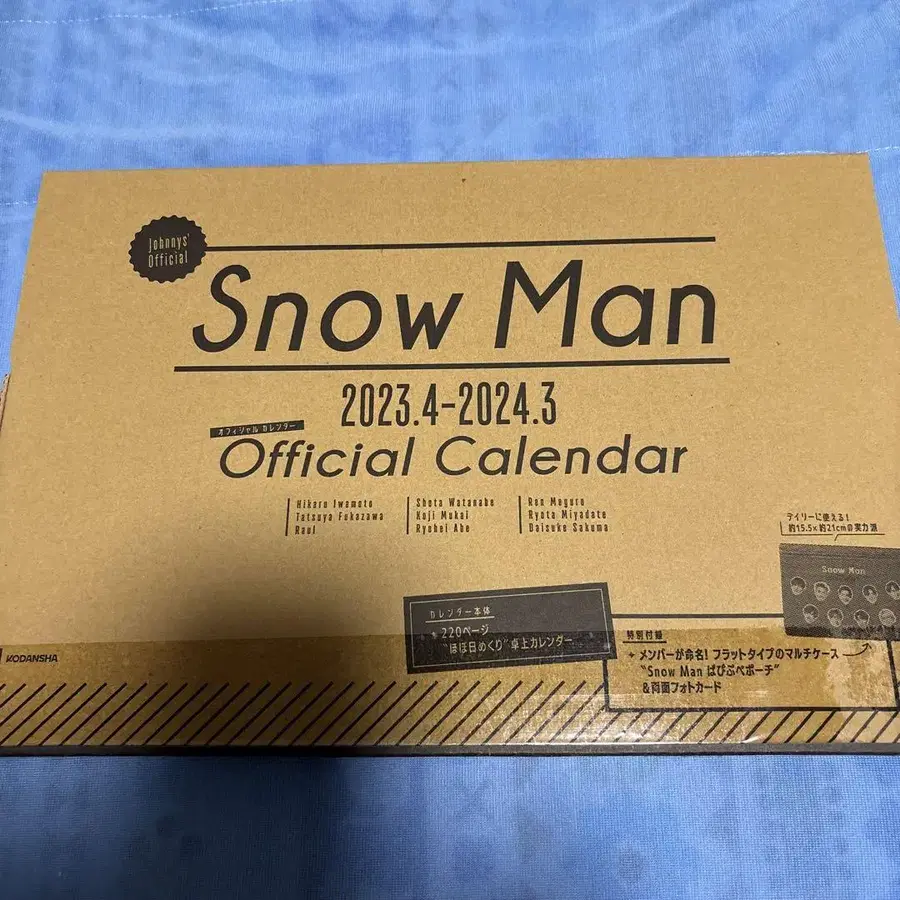 Johnnys'
Official
Snow Man
2023.4-2024.3
オフィシャル カレンダー
Official Calendar
Hikaru Iwamoto
Tatsuya Fukazawa
Raul
Shota Watanabe
Koji Mukai
Ryohei Abe
Ren Meguro
Ryota Miyadate
Daisuke Sakuma
デイリーに使える!
約15.5×約21cmの実力派
Snow Man
カレンダー本体
+ 220ページ
"ほぼ日めくり"卓上カレンダー
特別付録
+ メンバーが命名! フラットタイプのマルチケース
"Snow Man ぱぴぷぺポーチ"
&両面フォトカード
KODANSHA